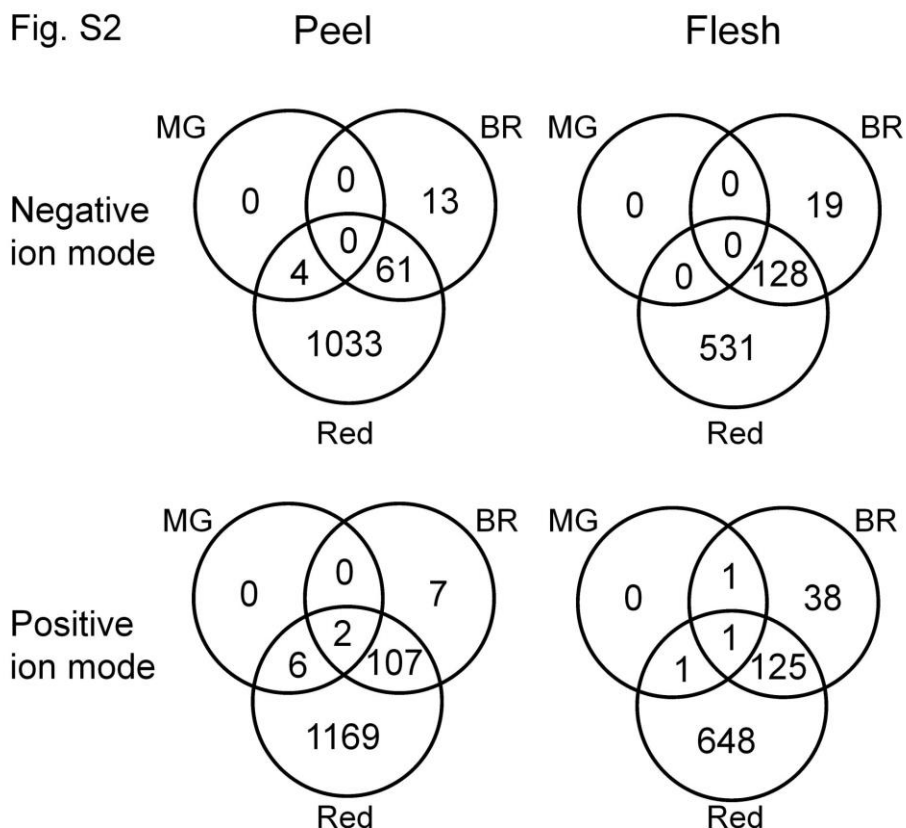 Fig. S2 Peel Flesh
MG BR MG BR
0 0 13 0 0 19
Negative
ion mode
0 0
4 61 0 128
1033 531
Red Red
MG BR MG BR
0 0 7 0 1 38
Positive
ion mode
2 1
6 107 1 125
1169 648
Red Red